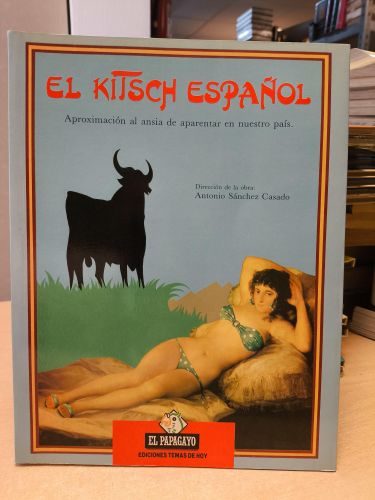 EL KITSCH ESPAÑOL
Aproximación al ansia de aparentar en nuestro país.
Dirección de la obra:
Antonio Sánchez Casado
EL PAPAGAYO
EDICIONES TEMAS DE HOY